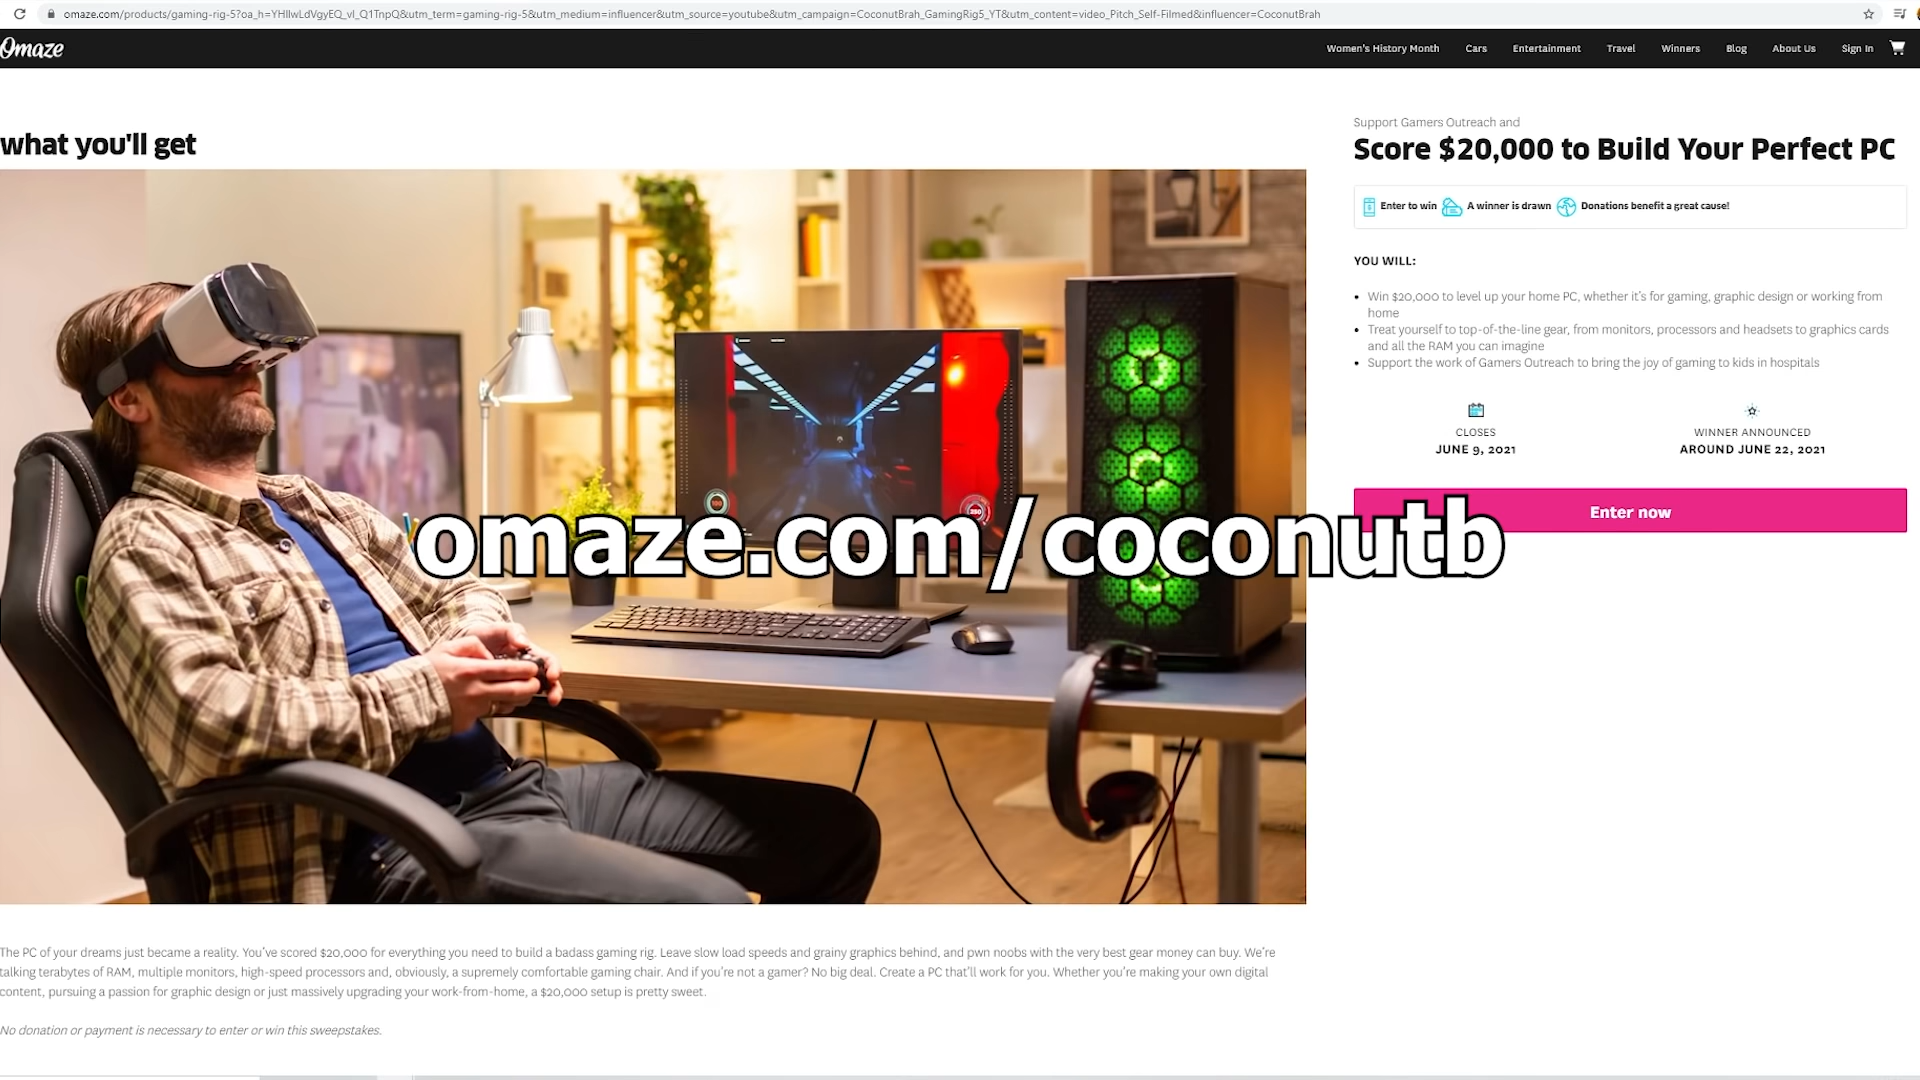 omaze.com/products/gaming-rig-5?oa_h=YHIlwLdVgyEQ_vl_Q1TnpQ&utm_term=gaming-rig-5&utm_medium=influencer&utm_source=youtube&utm_campaign=CoconutBrah_GamingRig5_YT&utm_content=video_Pitch_Self-Filmed&influencer=CoconutBrah
Omaze
Women's History Month Cars Entertainment Travel Winners Blog About Us Sign In
what you'll get
Support Gamers Outreach and
Score $20,000 to Build Your Perfect PC
Enter to win A winner is drawn Donations benefit a great cause!
YOU WILL:
• Win $20,000 to level up your home PC, whether it's for gaming, graphic design or working from
home
• Treat yourself to top-of-the-line gear, from monitors, processors and headsets to graphics cards
and all the RAM you can imagine
• Support the work of Gamers Outreach to bring the joy of gaming to kids in hospitals
CLOSES
JUNE 9, 2021
WINNER ANNOUNCED
AROUND JUNE 22, 2021
Enter now
omaze.com/coconutb
The PC of your dreams just became a reality. You've scored $20,000 for everything you need to build a badass gaming rig. Leave slow load speeds and grainy graphics behind, and pwn noobs with the very best gear money can buy. We're
talking terabytes of RAM, multiple monitors, high-speed processors and, obviously, a supremely comfortable gaming chair. And if you're not a gamer? No big deal. Create a PC that'll work for you. Whether you're making your own digital
content, pursuing a passion for graphic design or just massively upgrading your work-from-home, a $20,000 setup is pretty sweet.
No donation or payment is necessary to enter or win this sweepstakes.